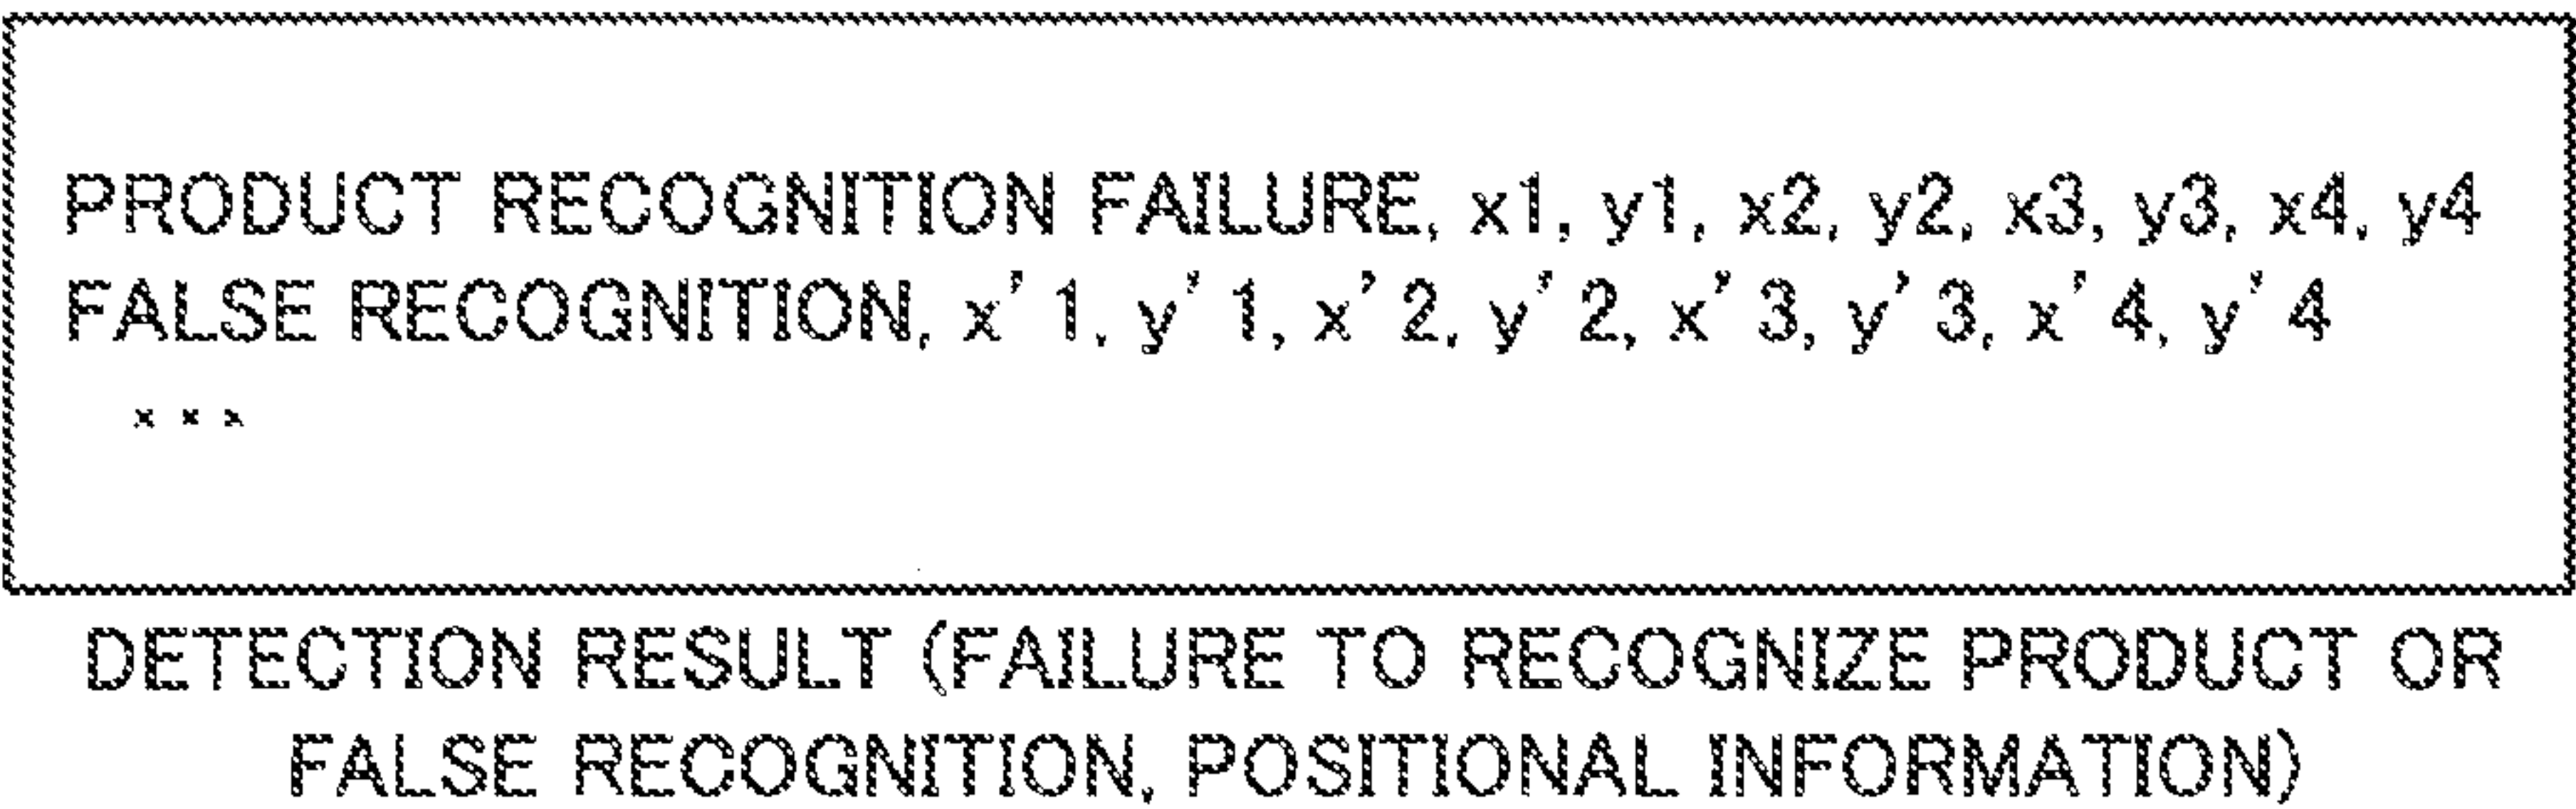 PRODUCT RECOGNITION FAILURE, x1, y1, x2, y2, x3, y3, x4, y4
FALSE RECOGNITION, x' 1, y' 1, x' 2, y' 2, x' 3, y' 3, x' 4, y' 4
...
DETECTION RESULT (FAILURE TO RECOGNIZE PRODUCT OR
FALSE RECOGNITION, POSITIONAL INFORMATION)